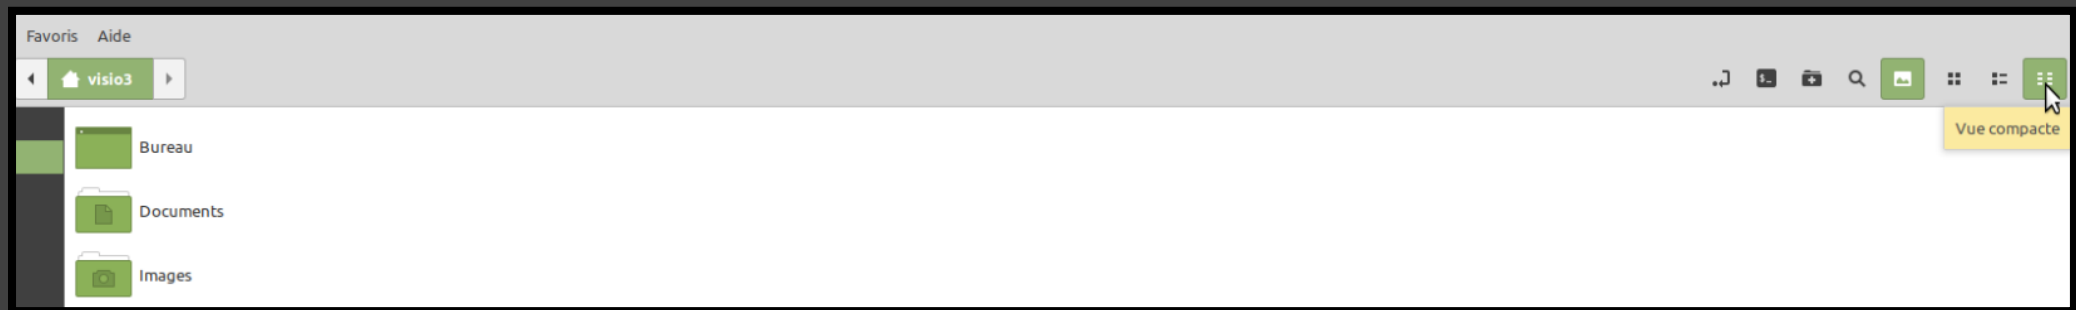 Favoris Aide
visio3
Vue compacte
Bureau
Documents
Images